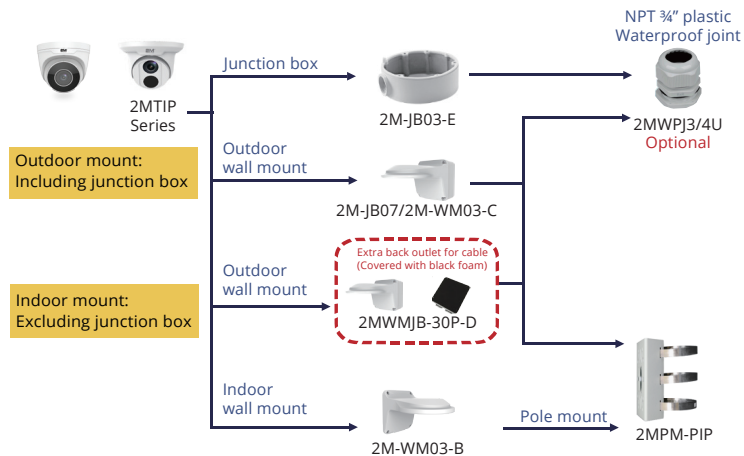 NPT ¾” plastic
Waterproof joint
Junction box
2MTIP
Series
2M-JB03-E
2MWPJ3/4U
Optional
Outdoor mount:
Including junction box
Outdoor
wall mount
2M-JB07/2M-WM03-C
Extra back outlet for cable
(Covered with black foam)
Outdoor
wall mount
2MWMJB-30P-D
Indoor mount:
Excluding junction box
Indoor
wall mount
2M-WM03-B
Pole mount
2MPM-PIP